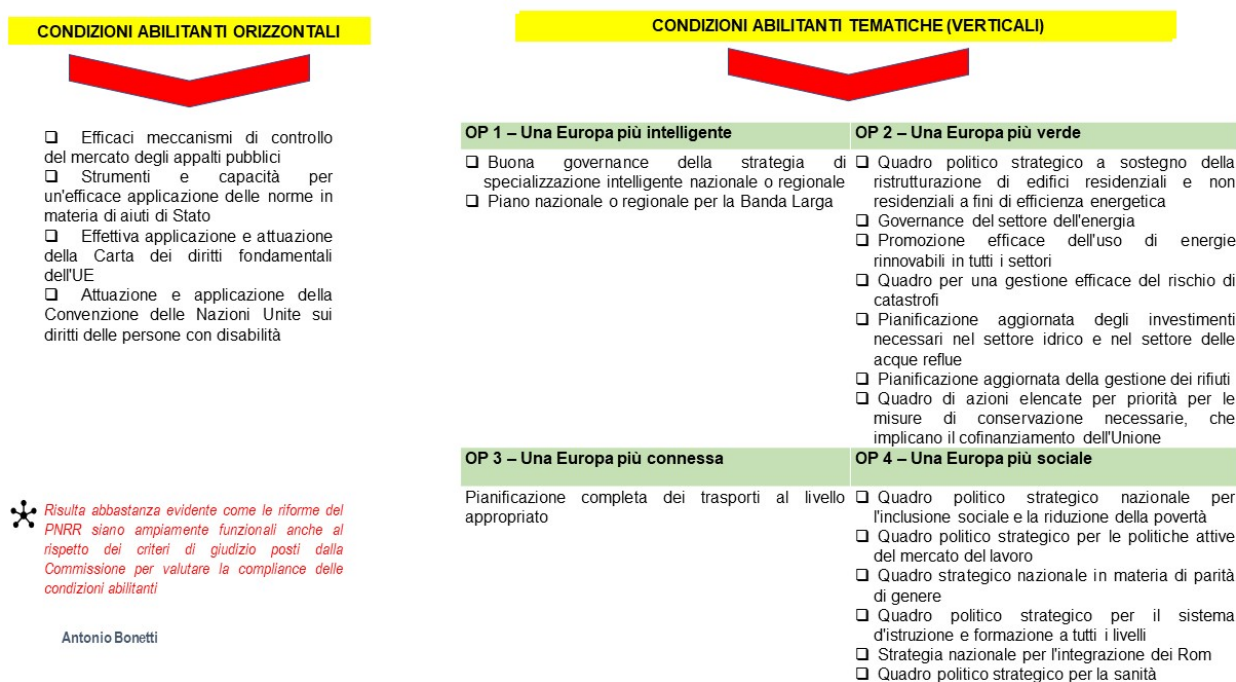 CONDIZIONI ABILITANTI ORIZZONTALI
❑ Efficaci meccanismi di controllo
del mercato degli appalti pubblici
❑ Strumenti e capacità per
un'efficace applicazione delle norme in
materia di aiuti di Stato
❑ Effettiva applicazione e attuazione
della Carta dei diritti fondamentali
dell'UE
❑ Attuazione e applicazione della
Convenzione delle Nazioni Unite sui
diritti delle persone con disabilità
Risulta abbastanza evidente come le riforme del
PNRR siano ampiamente funzionali anche al
rispetto dei criteri di giudizio posti dalla
Commissione per valutare la compliance delle
condizioni abilitanti
Antonio Bonetti
CONDIZIONI ABILITANTI TEMATICHE (VERTICALI)
OP 1 – Una Europa più intelligente
❑ Buona governance della strategia di
specializzazione intelligente nazionale o regionale
❑ Piano nazionale o regionale per la Banda Larga
OP 2 – Una Europa più verde
❑ Quadro politico strategico a sostegno della
ristrutturazione di edifici residenziali e non
residenziali a fini di efficienza energetica
❑ Governance del settore dell'energia
❑ Promozione efficace dell'uso di energie
rinnovabili in tutti i settori
❑ Quadro per una gestione efficace del rischio di
catastrofi
❑ Pianificazione aggiornata degli investimenti
necessari nel settore idrico e nel settore delle
acque reflue
❑ Pianificazione aggiornata della gestione dei rifiuti
❑ Quadro di azioni elencate per priorità per le
misure di conservazione necessarie, che
implicano il cofinanziamento dell'Unione
OP 3 – Una Europa più connessa
Pianificazione completa dei trasporti al livello
appropriato
OP 4 – Una Europa più sociale
❑ Quadro politico strategico nazionale per
l'inclusione sociale e la riduzione della povertà
❑ Quadro politico strategico per le politiche attive
del mercato del lavoro
❑ Quadro strategico nazionale in materia di parità
di genere
❑ Quadro politico strategico per il sistema
d'istruzione e formazione a tutti i livelli
❑ Strategia nazionale per l'integrazione dei Rom
❑ Quadro politico strategico per la sanità